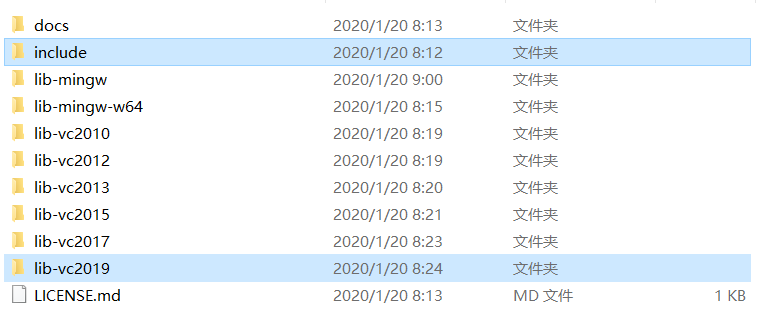 docs 2020/1/20 8:13 文件夹
include 2020/1/20 8:12 文件夹
lib-mingw 2020/1/20 9:00 文件夹
lib-mingw-w64 2020/1/20 8:15 文件夹
lib-vc2010 2020/1/20 8:19 文件夹
lib-vc2012 2020/1/20 8:19 文件夹
lib-vc2013 2020/1/20 8:20 文件夹
lib-vc2015 2020/1/20 8:21 文件夹
lib-vc2017 2020/1/20 8:23 文件夹
lib-vc2019 2020/1/20 8:24 文件夹
LICENSE.md 2020/1/20 8:13 MD 文件 1 KB